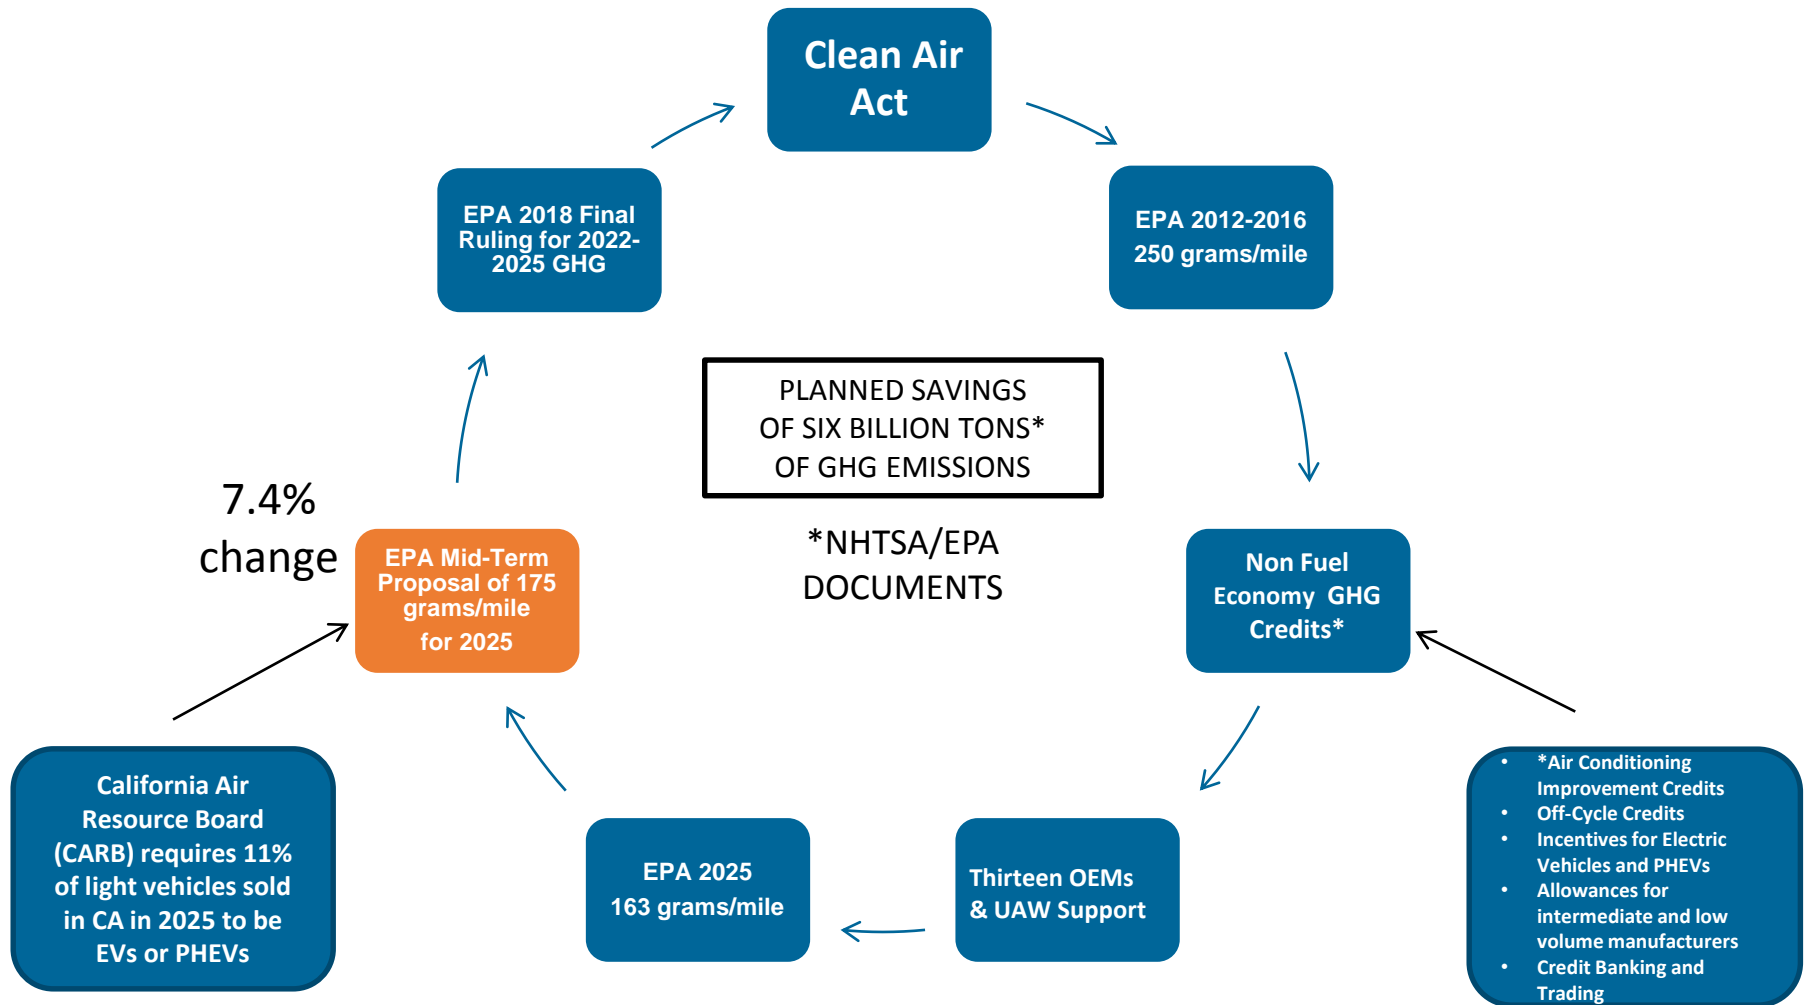 Clean Air
Act
EPA 2018 Final
Ruling for 2022-
2025 GHG
EPA 2012-2016
250 grams/mile
PLANNED SAVINGS
OF SIX BILLION TONS*
OF GHG EMISSIONS
*NHTSA/EPA
DOCUMENTS
7.4%
change
EPA Mid-Term
Proposal of 175
grams/mile
for 2025
Non Fuel
Economy GHG
Credits*
California Air
Resource Board
(CARB) requires 11%
of light vehicles sold
in CA in 2025 to be
EVs or PHEVs
EPA 2025
163 grams/mile
Thirteen OEMs
& UAW Support
• *Air Conditioning
Improvement Credits
• Off-Cycle Credits
• Incentives for Electric
Vehicles and PHEVs
• Allowances for
intermediate and low
volume manufacturers
• Credit Banking and
Trading